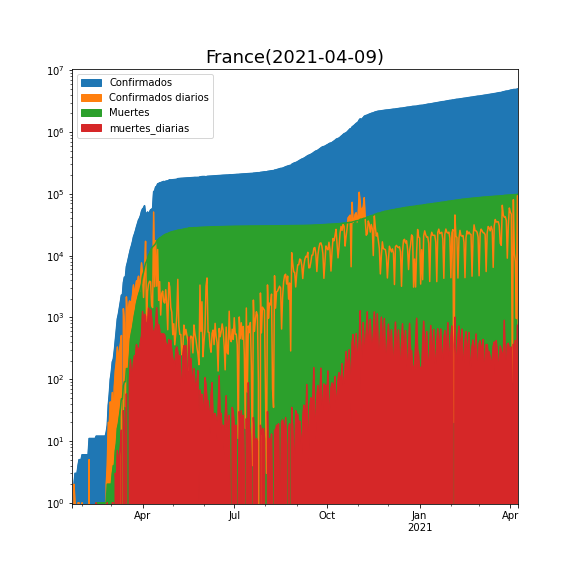 France(2021-04-09)
Confirmados
Confirmados diarios
Muertes
muertes_diarias
10⁷
10⁶
10⁵
10⁴
10³
10²
10¹
10⁰
Apr Jul Oct Jan Apr
2021